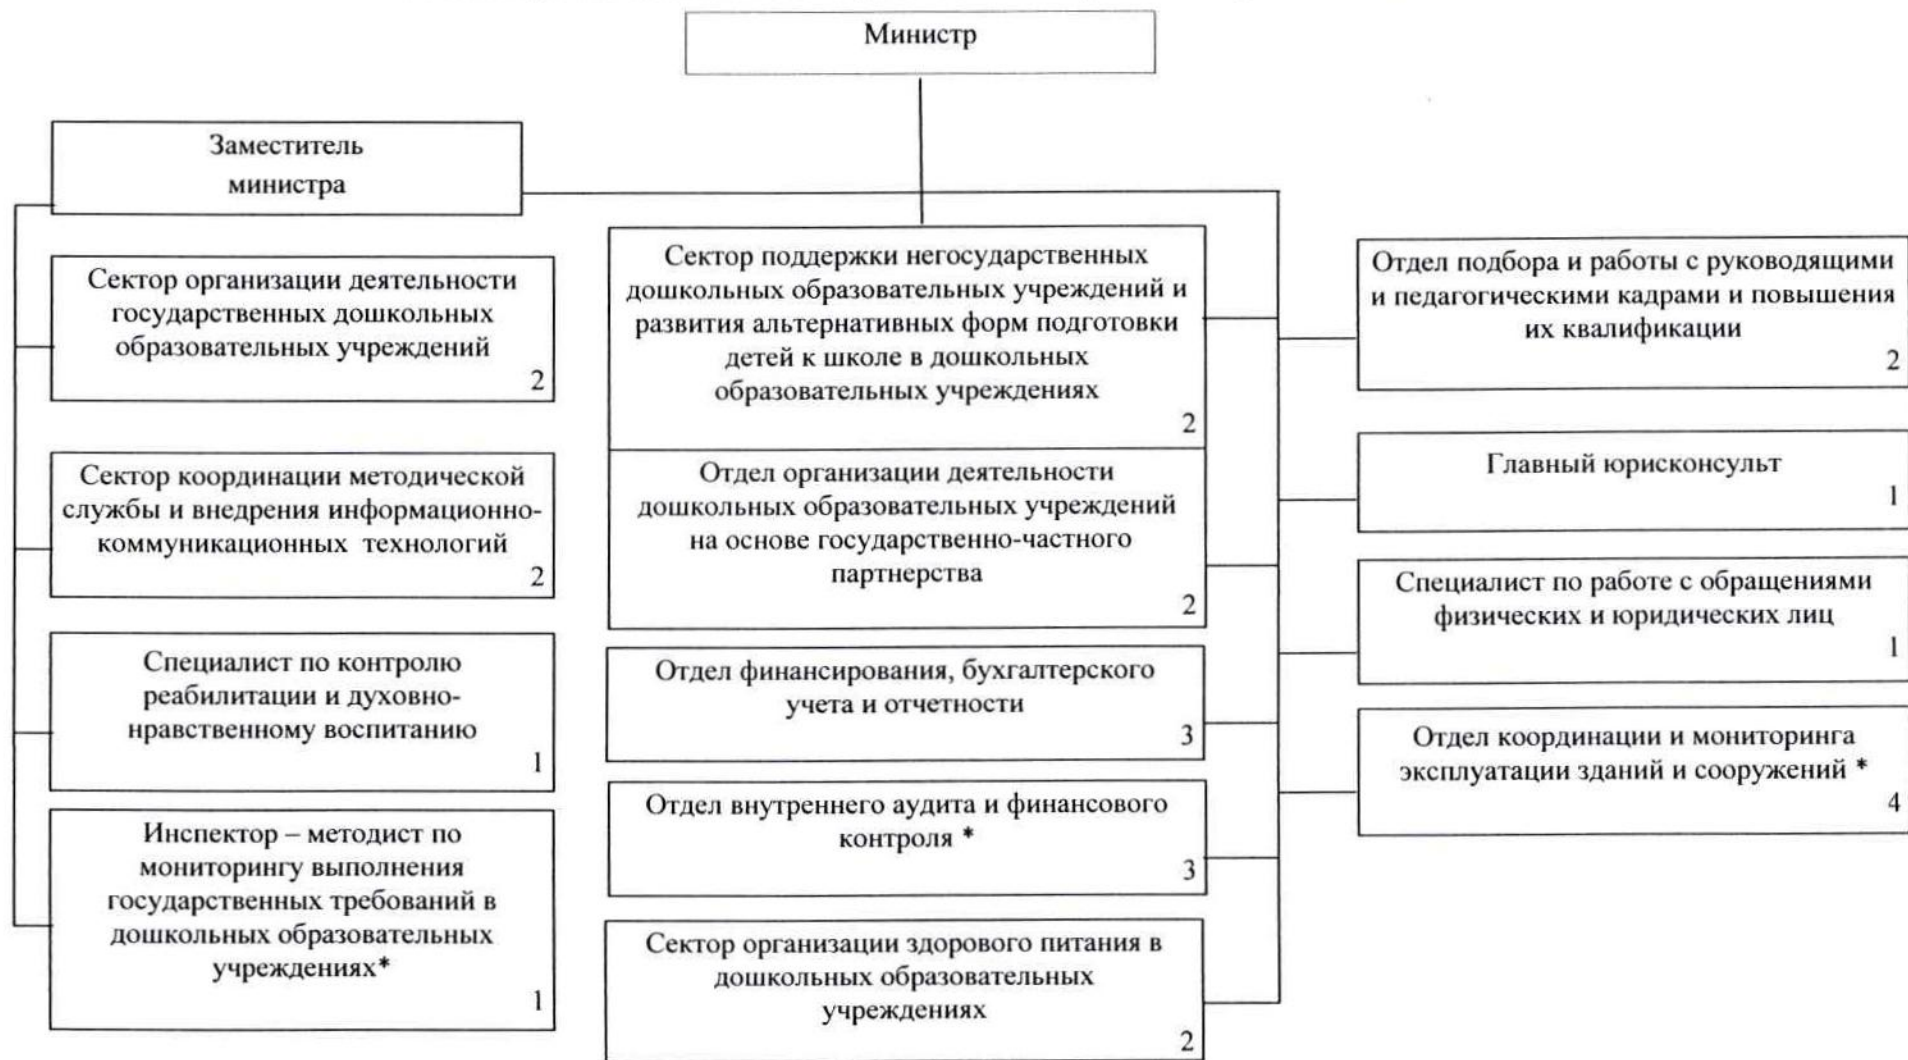 Министр
Заместитель
министра
Сектор организации деятельности
государственных дошкольных
образовательных учреждений
2
Сектор координации методической
службы и внедрения информационно-
коммуникационных технологий
2
Специалист по контролю
реабилитации и духовно-
нравственному воспитанию
1
Инспектор – методист по
мониторингу выполнения
государственных требований в
дошкольных образовательных
учреждениях*
1
Сектор поддержки негосударственных
дошкольных образовательных учреждений и
развития альтернативных форм подготовки
детей к школе в дошкольных
образовательных учреждениях
2
Отдел организации деятельности
дошкольных образовательных учреждений
на основе государственно-частного
партнерства
2
Отдел финансирования, бухгалтерского
учета и отчетности
3
Отдел внутреннего аудита и финансового
контроля *
3
Сектор организации здорового питания в
дошкольных образовательных
учреждениях
2
Отдел подбора и работы с руководящими
и педагогическими кадрами и повышения
их квалификации
2
Главный юрисконсульт
1
Специалист по работе с обращениями
физических и юридических лиц
1
Отдел координации и мониторинга
эксплуатации зданий и сооружений *
4